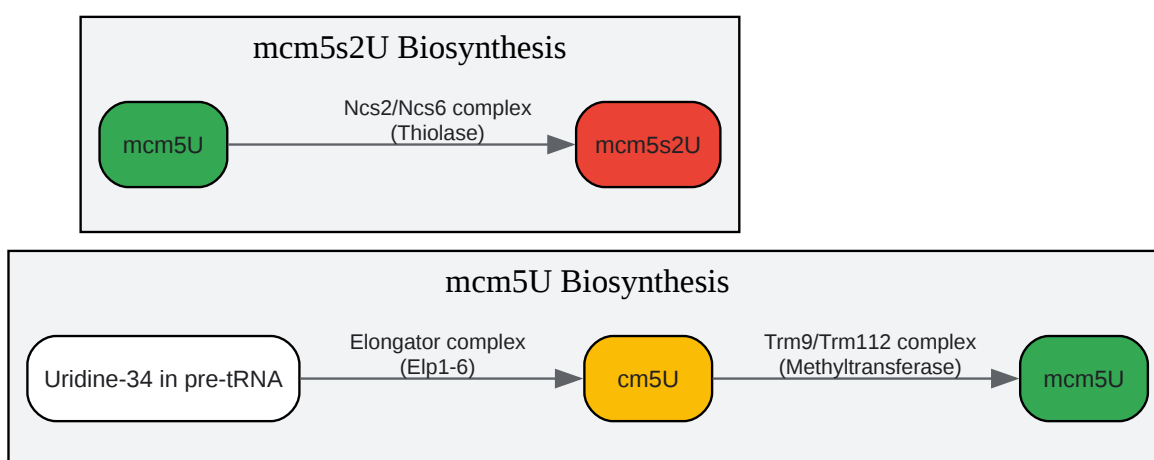 mcm5s2U Biosynthesis
mcm5U
Ncs2/Ncs6 complex
(Thiolase)
mcm5s2U
mcm5U Biosynthesis
Uridine-34 in pre-tRNA
Elongator complex
(Elp1-6)
cm5U
Trm9/Trm112 complex
(Methyltransferase)
mcm5U